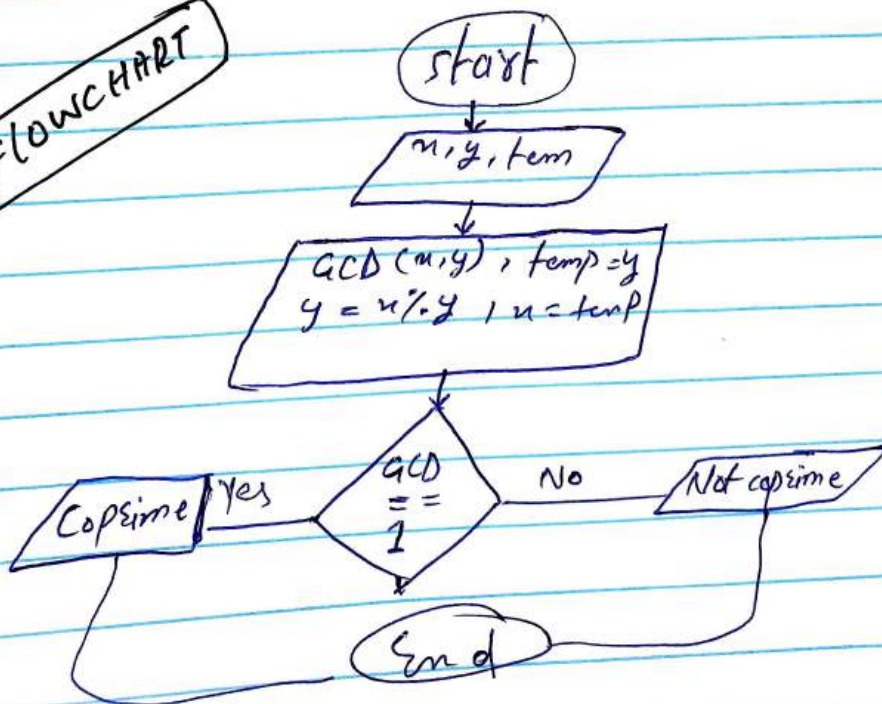 FLOWCHART
start
x, y, tem
GCD (x,y), temp = y
y = x % y, x = temp
GCD
==
1
Yes
No
Coprime
Not coprime
End